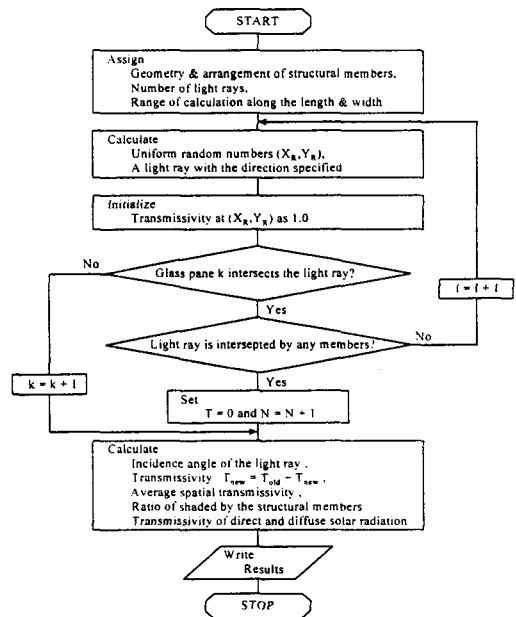 START
Assign
Geometry & arrangement of structural members,
Number of light rays,
Range of calculation along the length & width
Calculate
Uniform random numbers (X_R,Y_R),
A light ray with the direction specified
Initialize
Transmissivity at (X_R,Y_R) as 1.0
No
Glass pane k intersects the light ray?
i = i + 1
Yes
Light ray is intersepted by any members?
No
k = k + 1
Yes
Set
T = 0 and N = N + 1
Calculate
Incidence angle of the light ray ,
Transmissivity T_new = T_old + T_new ,
Average spatial transmissivity ,
Ratio of shaded by the structural members
Transmissivity of direct and diffuse solar radiation
Write
Results
STOP